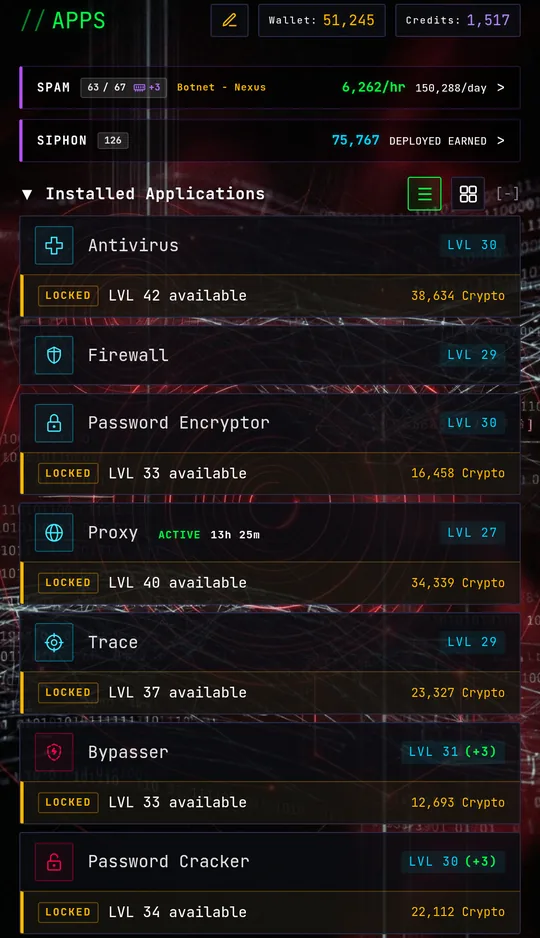 // APPS
Wallet: 51,245
Credits: 1,517
SPAM 63 / 67 +3 Botnet - Nexus 6,262/hr 150,288/day >
SIPHON 126 75,767 DEPLOYED EARNED >
▼ Installed Applications [-]
Antivirus LVL 30
LOCKED LVL 42 available 38,634 Crypto
Firewall LVL 29
Password Encryptor LVL 30
LOCKED LVL 33 available 16,458 Crypto
Proxy ACTIVE 13h 25m LVL 27
LOCKED LVL 40 available 34,339 Crypto
Trace LVL 29
LOCKED LVL 37 available 23,327 Crypto
Bypasser LVL 31 (+3)
LOCKED LVL 33 available 12,693 Crypto
Password Cracker LVL 30 (+3)
LOCKED LVL 34 available 22,112 Crypto